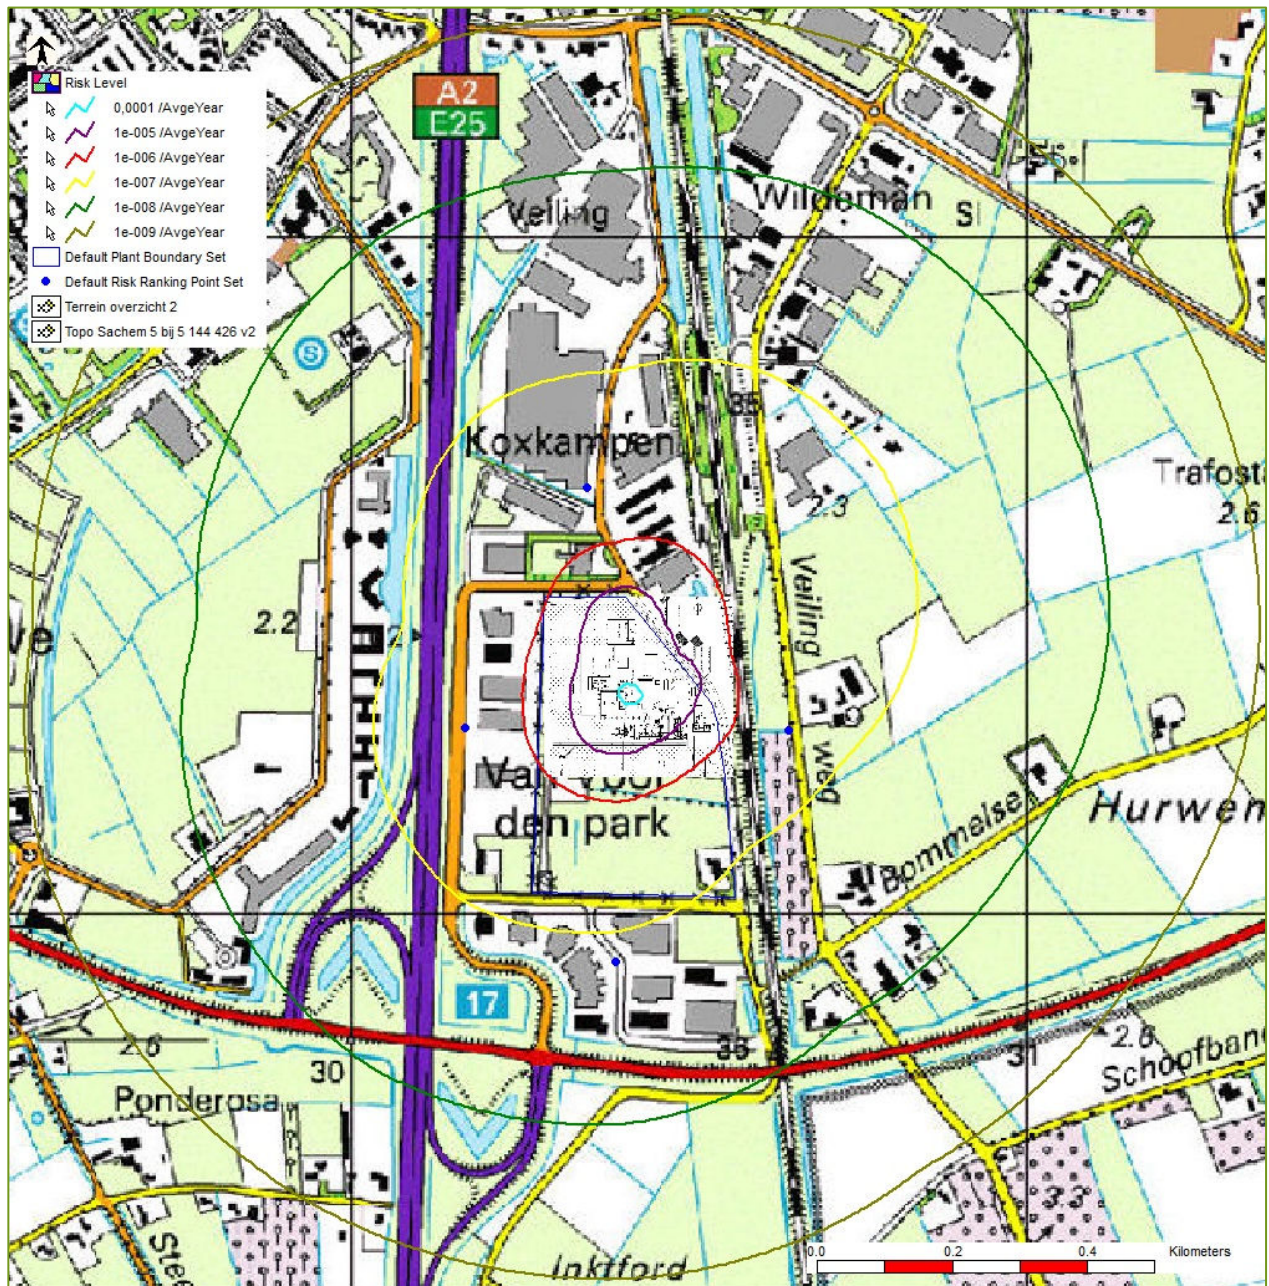 Risk Level
0,0001 /AvgeYear
1e-005 /AvgeYear
1e-006 /AvgeYear
1e-007 /AvgeYear
1e-008 /AvgeYear
1e-009 /AvgeYear
Default Plant Boundary Set
Default Risk Ranking Point Set
Terrein overzicht 2
Topo Sachem 5 bij 5 144 426 v2
A2
E25
Veiling
Wildeman
S
Koxkampen
35
2.3
Trafost
2.6
2.2
Veiling
weg
den park
Bommelse
Hurwen
17
2.6
30
36
31
2.6
Schoofban
Ponderosa
Inktford
3.3
Stee
0.0 0.2 0.4 Kilometers